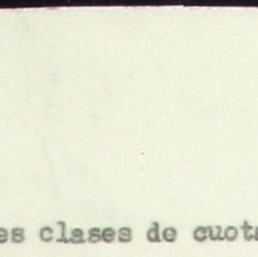 es clases de cuota